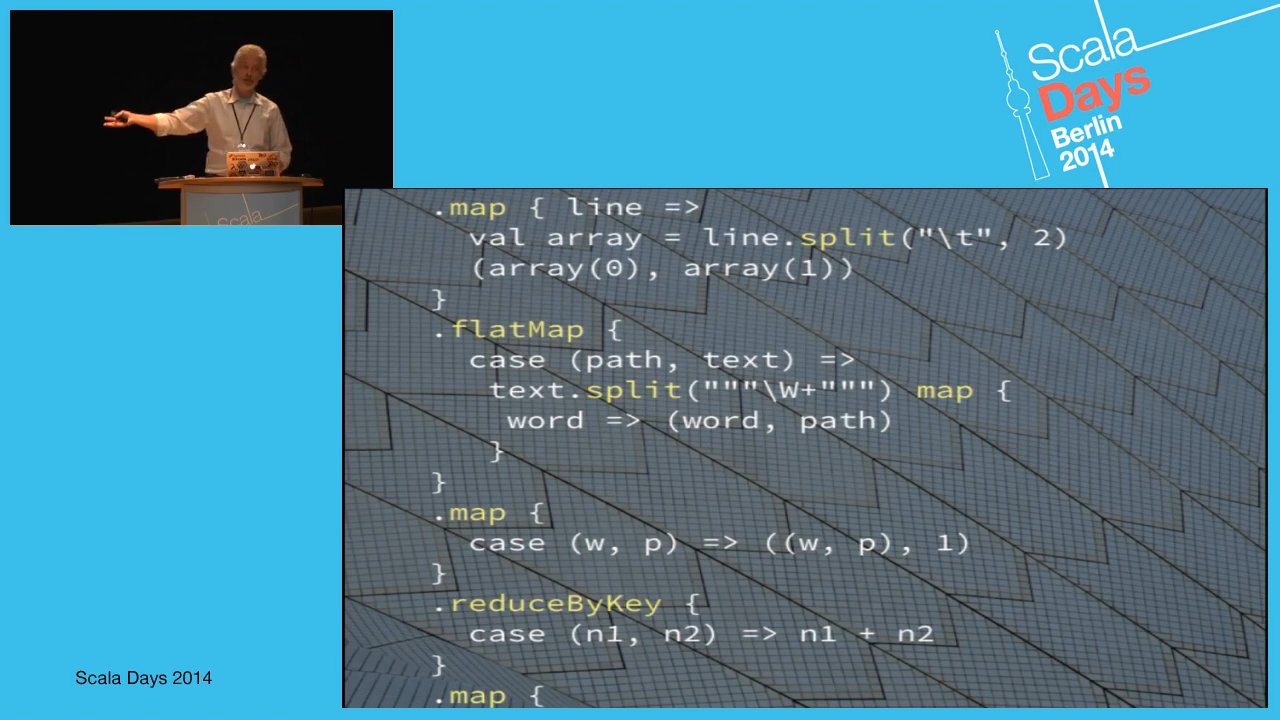 Scala
Days
Berlin
2014
Scala
.map { line =>
val array = line.split("\t", 2)
(array(0), array(1))
}
.flatMap {
case (path, text) =>
text.split("""\W+""") map {
word => (word, path)
}
}
.map {
case (w, p) => ((w, p), 1)
}
.reduceByKey {
case (n1, n2) => n1 + n2
}
.map {
Scala Days 2014